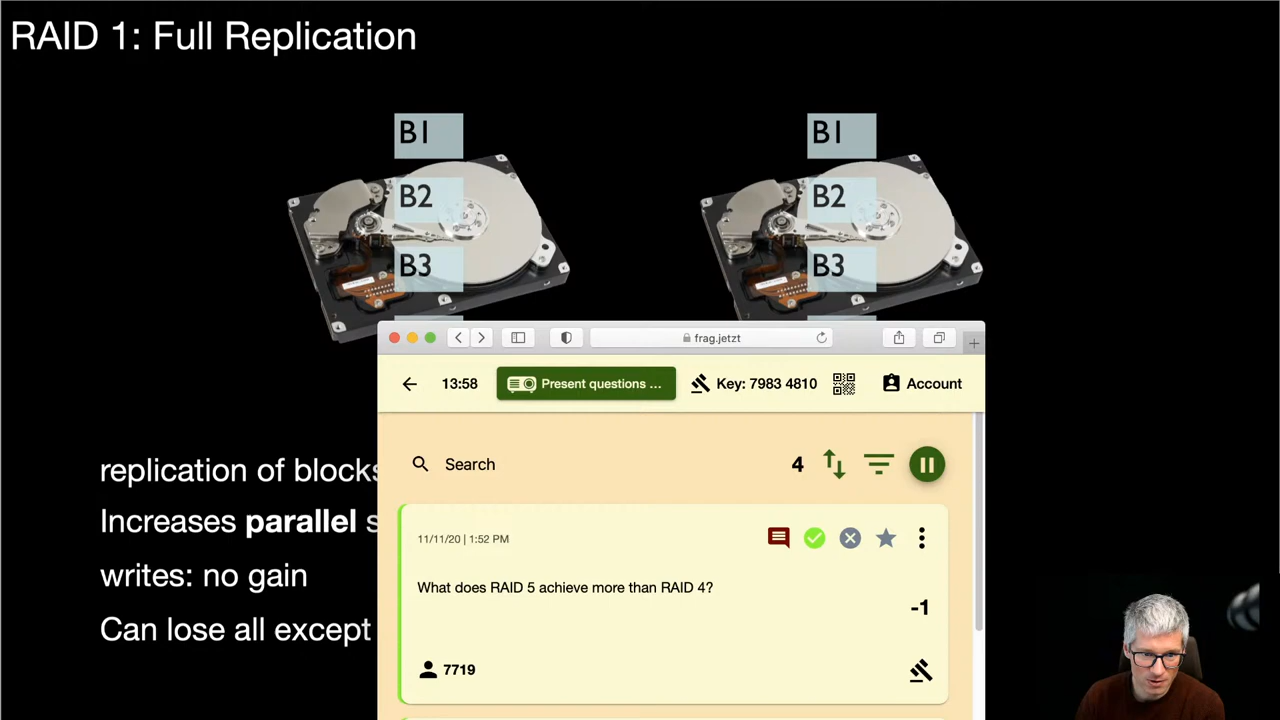 RAID 1: Full Replication
B1
B1
B2
B2
B3
B3
frag.jetzt
13:58
Present questions ...
Key: 7983 4810
Account
Search
4
replication of blocks
11/11/20 | 1:52 PM
Increases parallel s
What does RAID 5 achieve more than RAID 4?
writes: no gain
-1
Can lose all except
7719